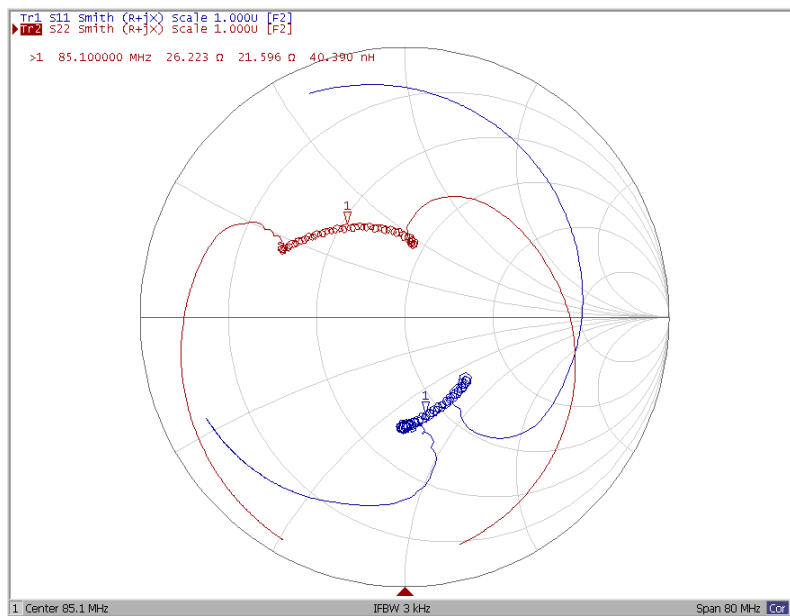 Tr1 S11 Smith (R+jX) Scale 1.000U [F2]
Tr2 S22 Smith (R+jX) Scale 1.000U [F2]
>1 85.100000 MHz 26.223 Ω 21.596 Ω 40.390 nH
1
1
1 Center 85.1 MHz IFBW 3 kHz Span 80 MHz Cor